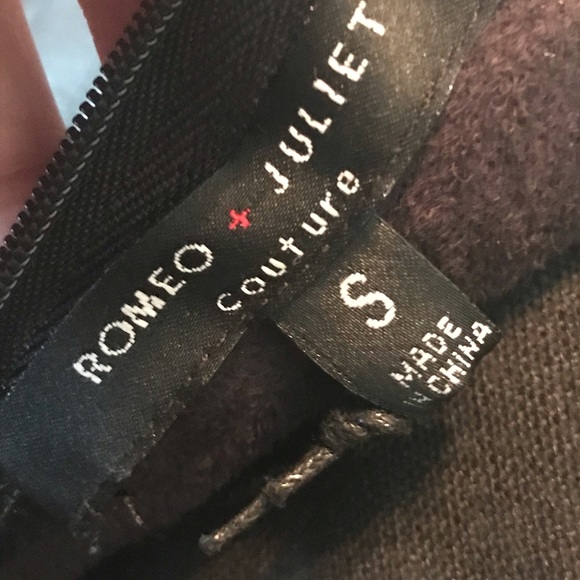 ROMEO + JULIET
Couture
S
MADE
IN CHINA